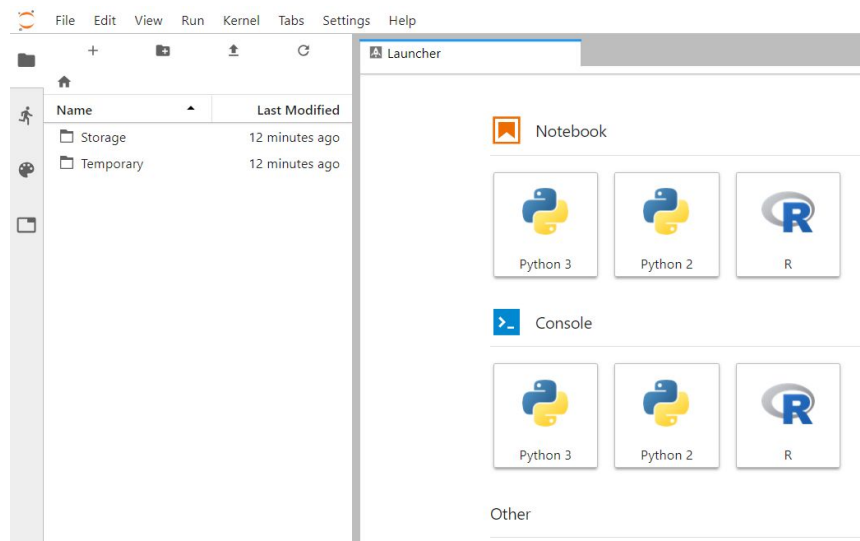 File Edit View Run Kernel Tabs Settings Help
Launcher
Name Last Modified
Storage 12 minutes ago
Temporary 12 minutes ago
Notebook
Python 3 Python 2 R
Console
Python 3 Python 2 R
Other